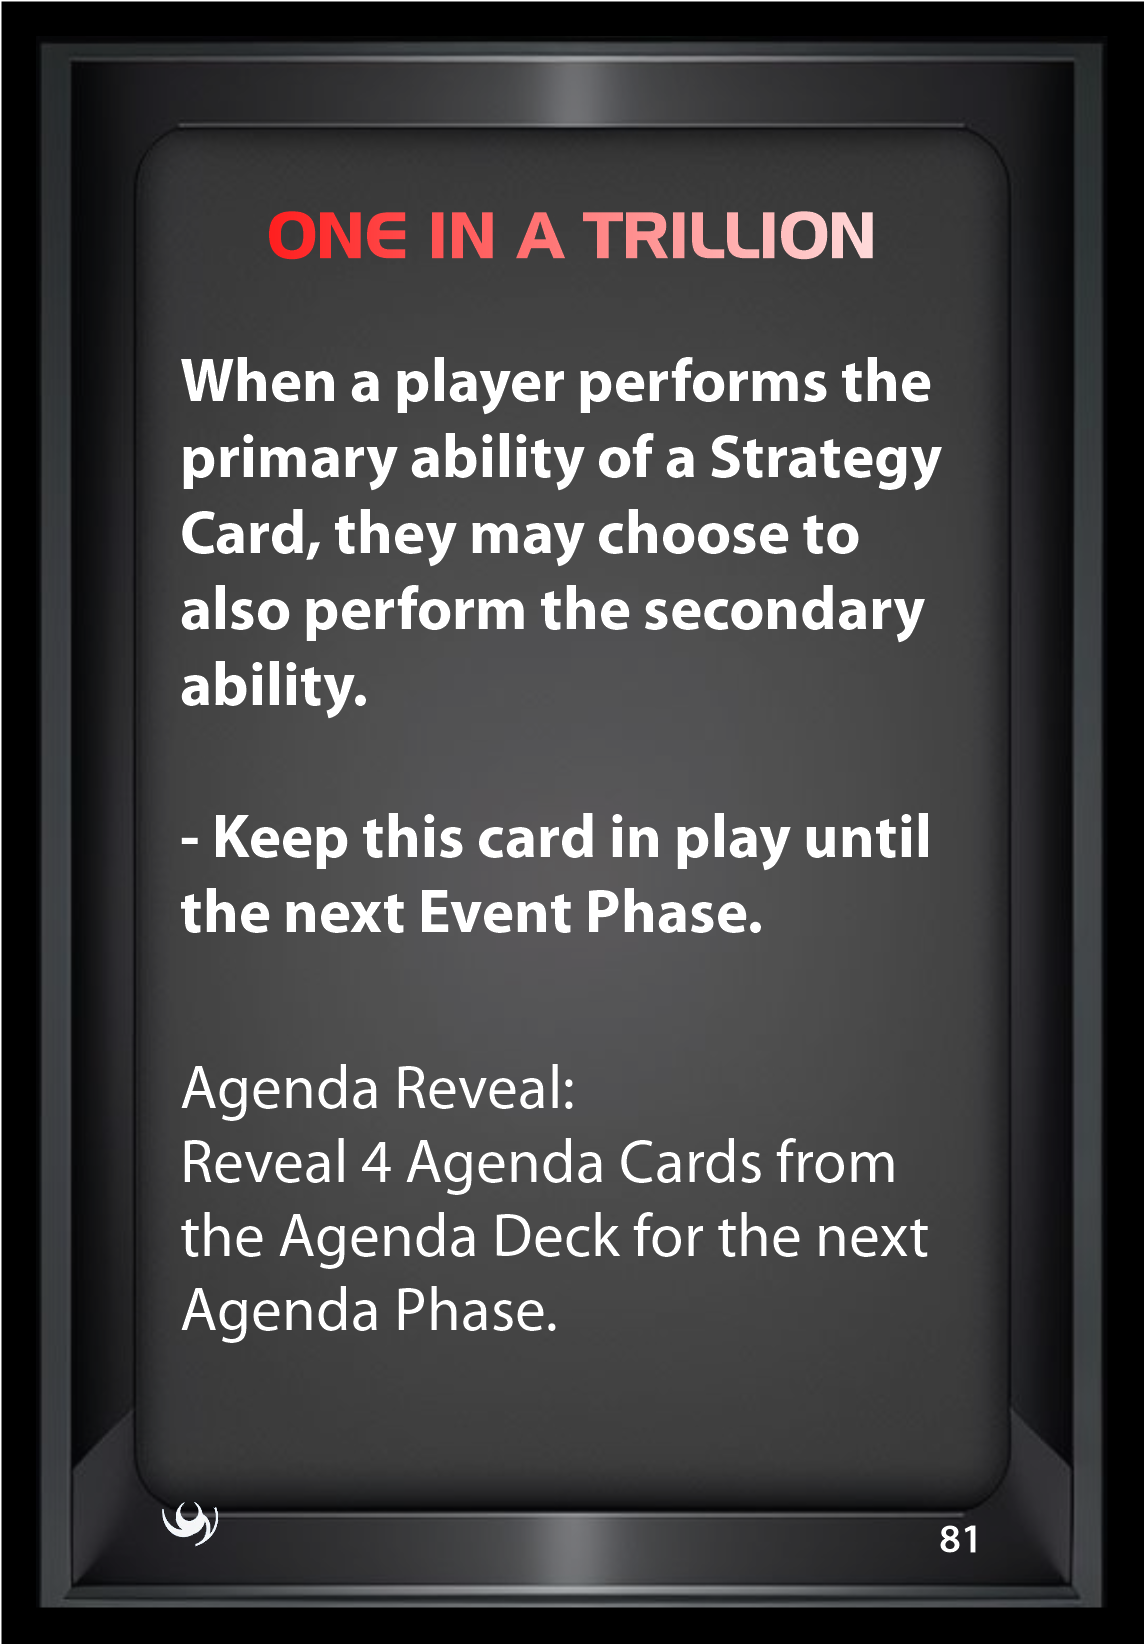 ONE IN A TRILLION
When a player performs the
primary ability of a Strategy
Card, they may choose to
also perform the secondary
ability.
- Keep this card in play until
the next Event Phase.
Agenda Reveal:
Reveal 4 Agenda Cards from
the Agenda Deck for the next
Agenda Phase.
81